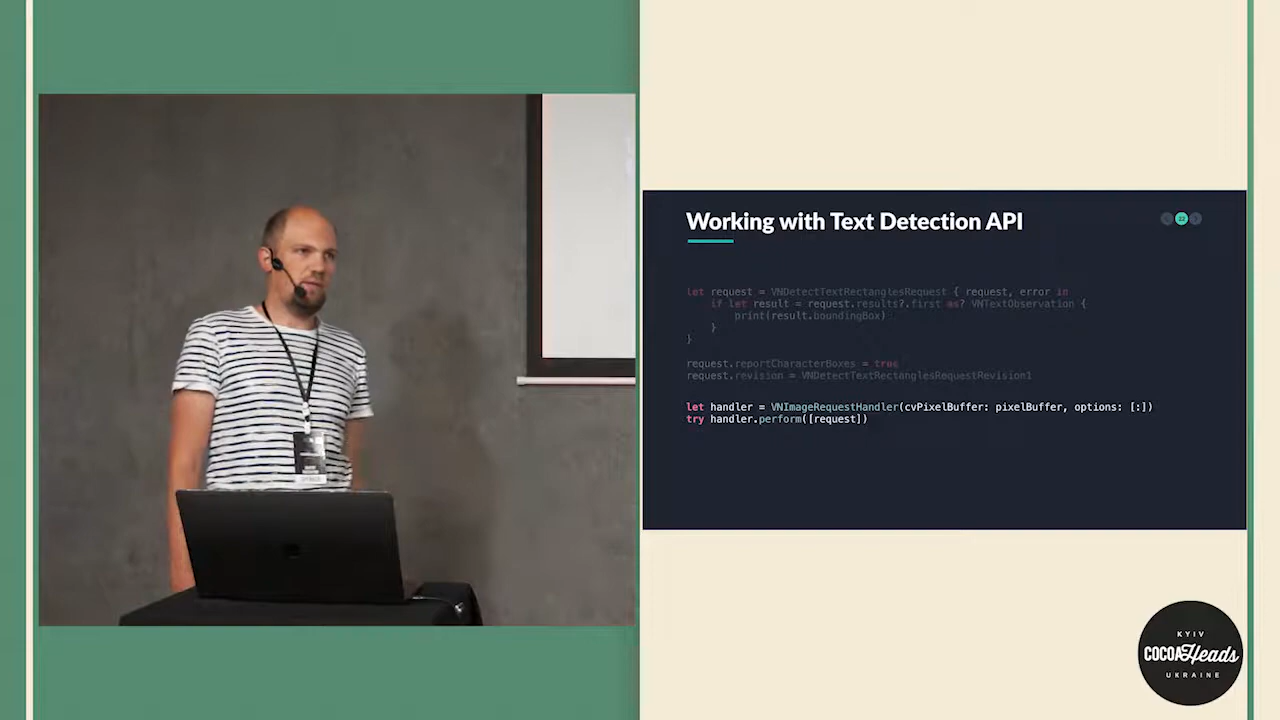 Working with Text Detection API
22
let request = VNDetectTextRectanglesRequest { request, error in
    if let result = request.results?.first as? VNTextObservation {
        print(result.boundingBox)
    }
}
request.reportCharacterBoxes = true
request.revision = VNDetectTextRectanglesRequestRevision1
let handler = VNImageRequestHandler(cvPixelBuffer: pixelBuffer, options: [:])
try handler.perform([request])
KYIV
COCOAHeads
UKRAINE